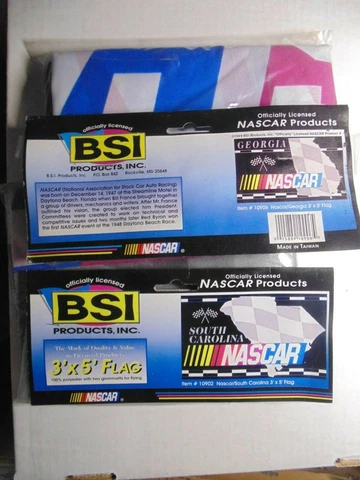 Officially Licensed
BSI
PRODUCTS, INC.
B.S.I. Products, Inc. P.O. Box 842
NASCAR (National Association for Stock Car Auto Racing)
was born on December 14, 1947 at the Streamline Motel in
Daytona Beach, Florida when Bill France brought together
a group of drivers, mechanics and writers. After Mr. France
outlined his vision, the group elected him President.
Committees were created to work on technical and
competitive issues and two months later Red Byron won
the first NASCAR event at the 1948 Daytona Beach Race.
NASCAR
Officially Licensed
NASCAR Products
GEORGIA
NASCAR
Item # 10905 Nascar/Georgia 3' x 5' Flag
MADE IN TAIWAN
Officially Licensed
BSI
PRODUCTS, INC.
The Mark of Quality & Value
in Licensed Products
3'x 5' FLAG
100% polyester with two grommets for flying.
NASCAR
Officially Licensed
NASCAR Products
SOUTH
CAROLINA
NASCAR
Item # 10902 Nascar/South Carolina 3' x 5' Flag